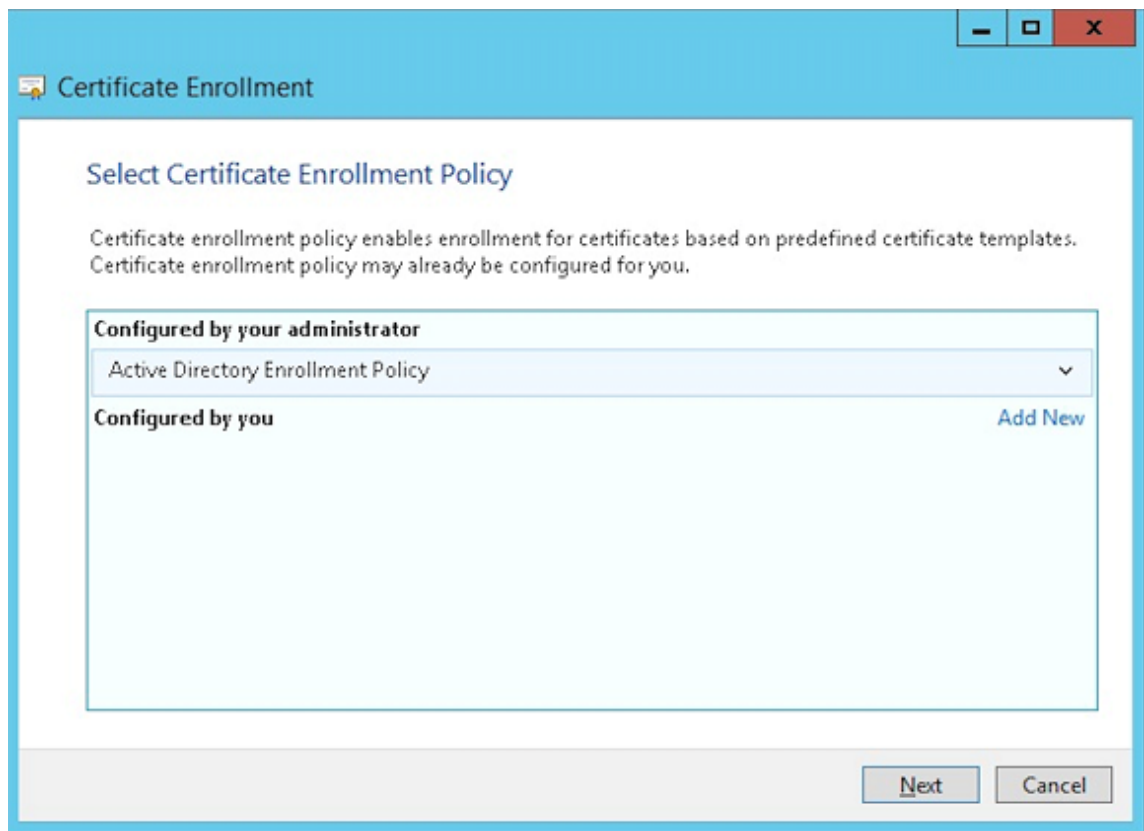 Certificate Enrollment
Select Certificate Enrollment Policy
Certificate enrollment policy enables enrollment for certificates based on predefined certificate templates.
Certificate enrollment policy may already be configured for you.
Configured by your administrator
Active Directory Enrollment Policy
Configured by you Add New
Next Cancel